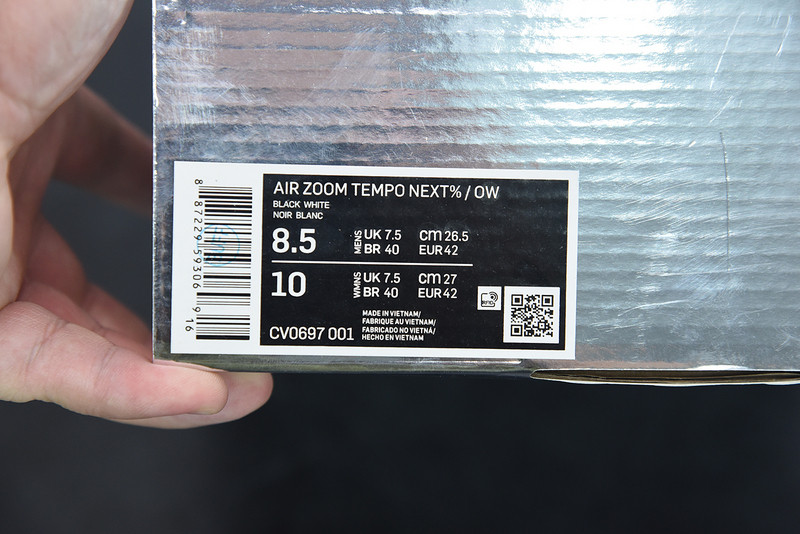 AIR ZOOM TEMPO NEXT% / OW
BLACK WHITE
NOIR BLANC
8.5 MENS UK 7.5 cm 26.5
BR 40 EUR 42
10 WMNS UK 7.5 cm 27
BR 40 EUR 42
CV0697 001
MADE IN VIETNAM/
FABRIQUE AU VIETNAM/
FABRICADO NO VIETNÃ/
HECHO EN VIETNAM
RFID
8 87229 59306 9 16